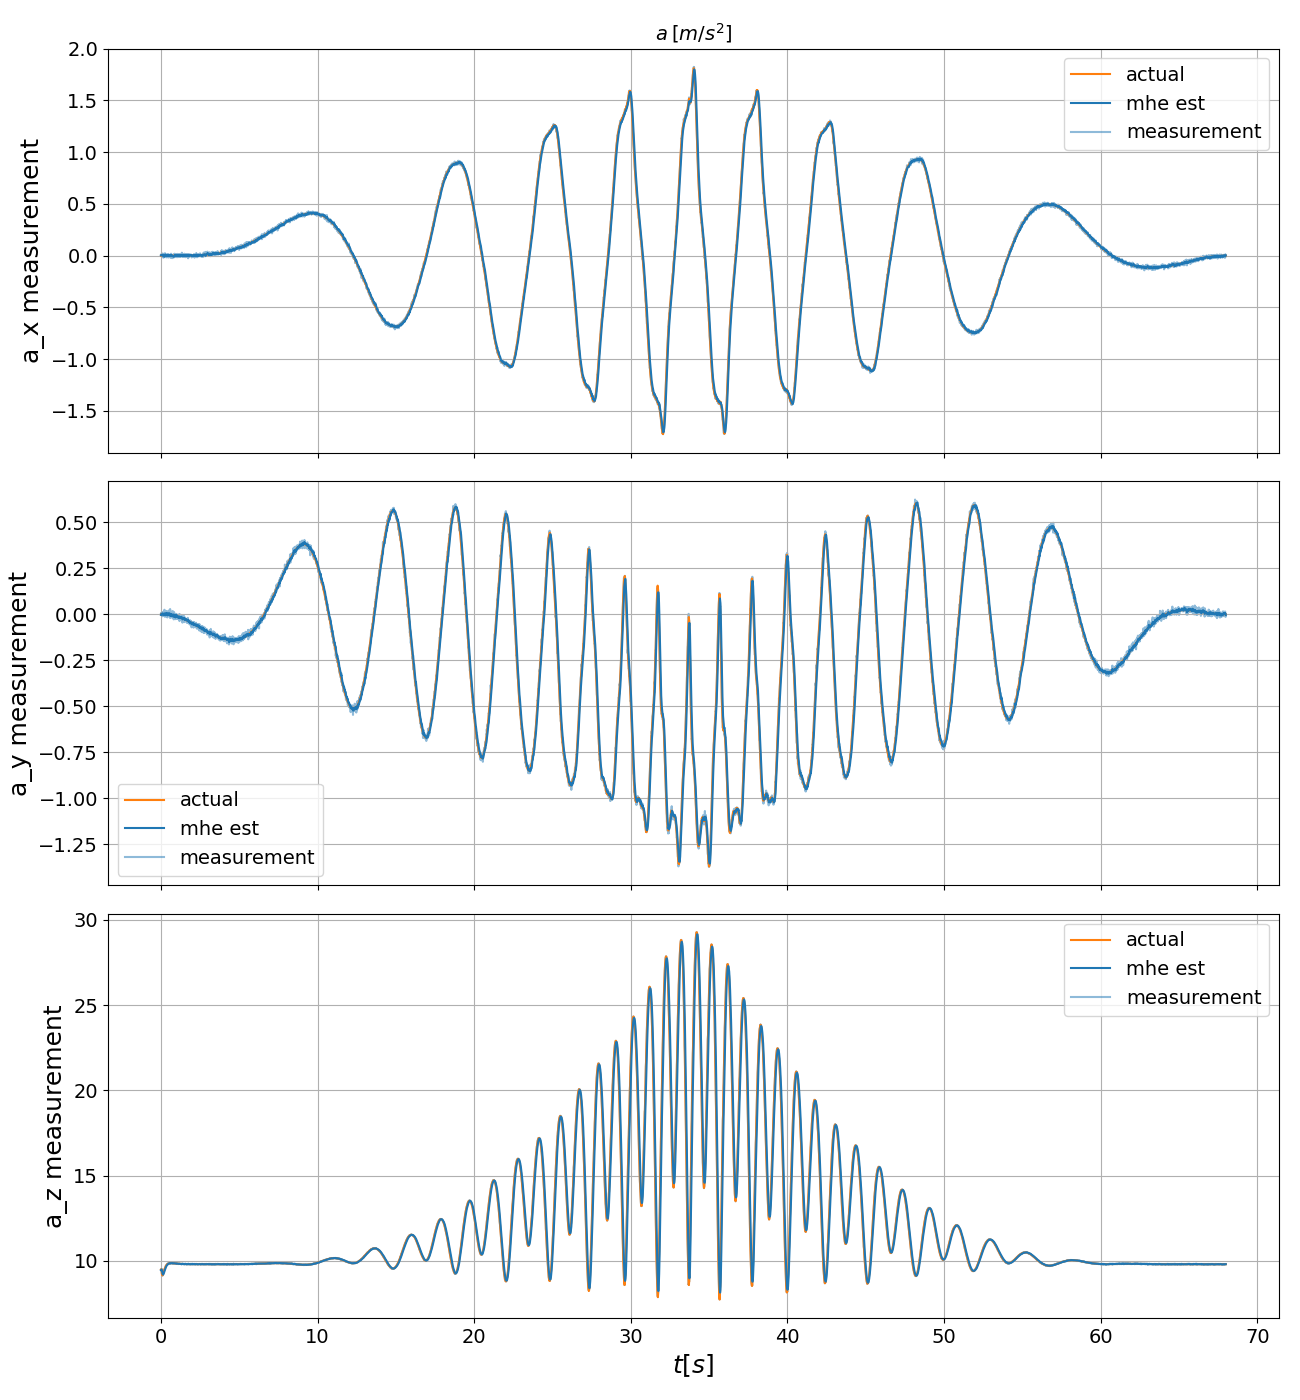 a [m/s²]
2.0
1.5
1.0
0.5
0.0
−0.5
−1.0
−1.5
a_x measurement
actual
mhe est
measurement
0.50
0.25
0.00
−0.25
−0.50
−0.75
−1.00
−1.25
a_y measurement
actual
mhe est
measurement
30
25
20
15
10
a_z measurement
actual
mhe est
measurement
0 10 20 30 40 50 60 70
t[s]